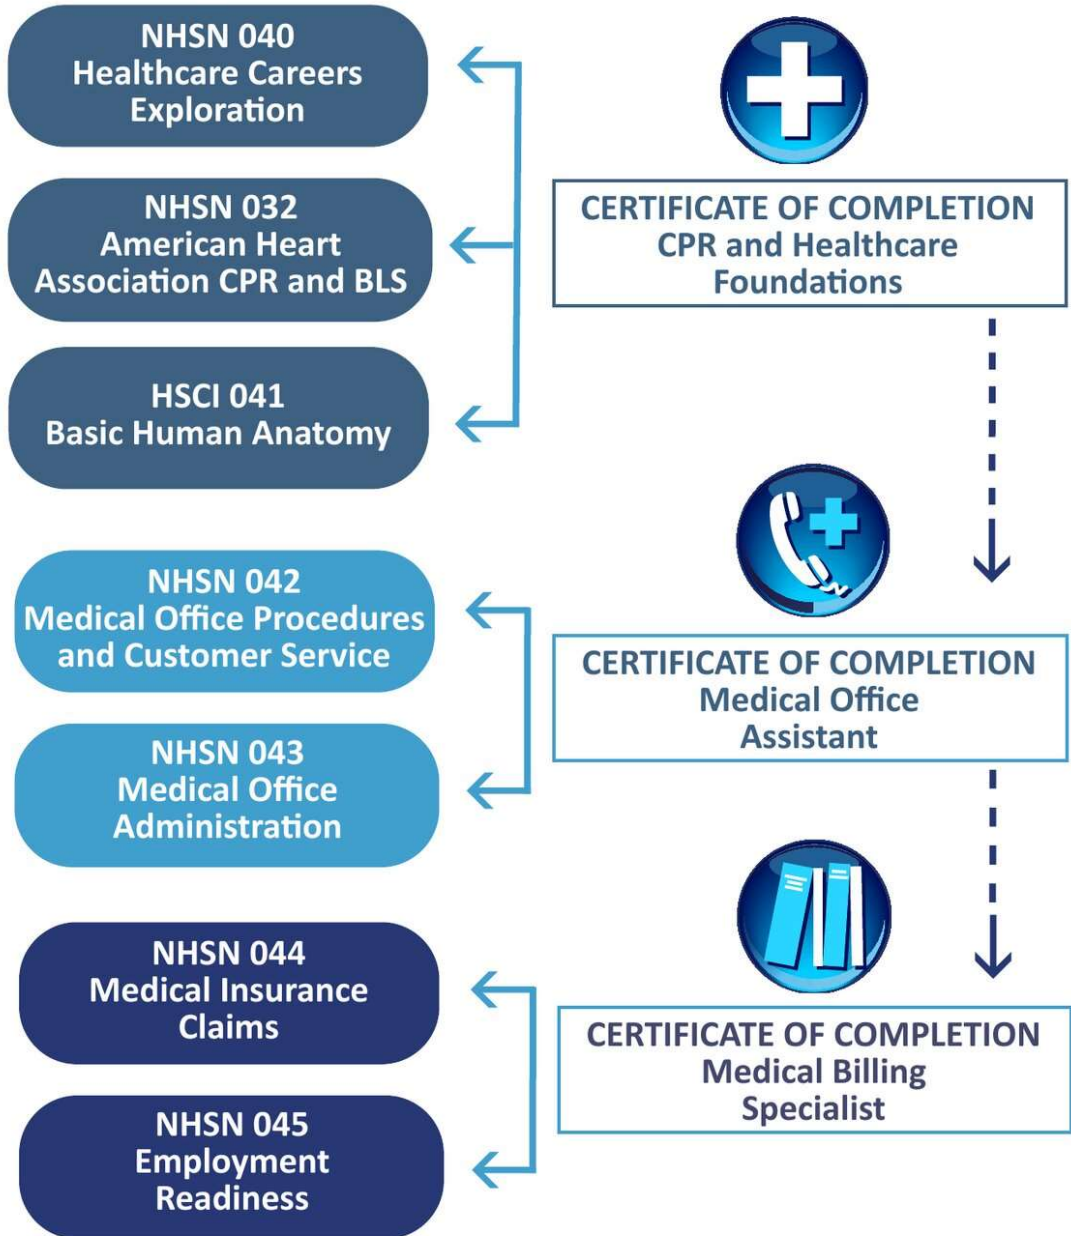 NHSN 040
Healthcare Careers
Exploration
NHSN 032
American Heart
Association CPR and BLS
HSCI 041
Basic Human Anatomy
CERTIFICATE OF COMPLETION
CPR and Healthcare
Foundations
NHSN 042
Medical Office Procedures
and Customer Service
NHSN 043
Medical Office
Administration
CERTIFICATE OF COMPLETION
Medical Office
Assistant
NHSN 044
Medical Insurance
Claims
NHSN 045
Employment
Readiness
CERTIFICATE OF COMPLETION
Medical Billing
Specialist